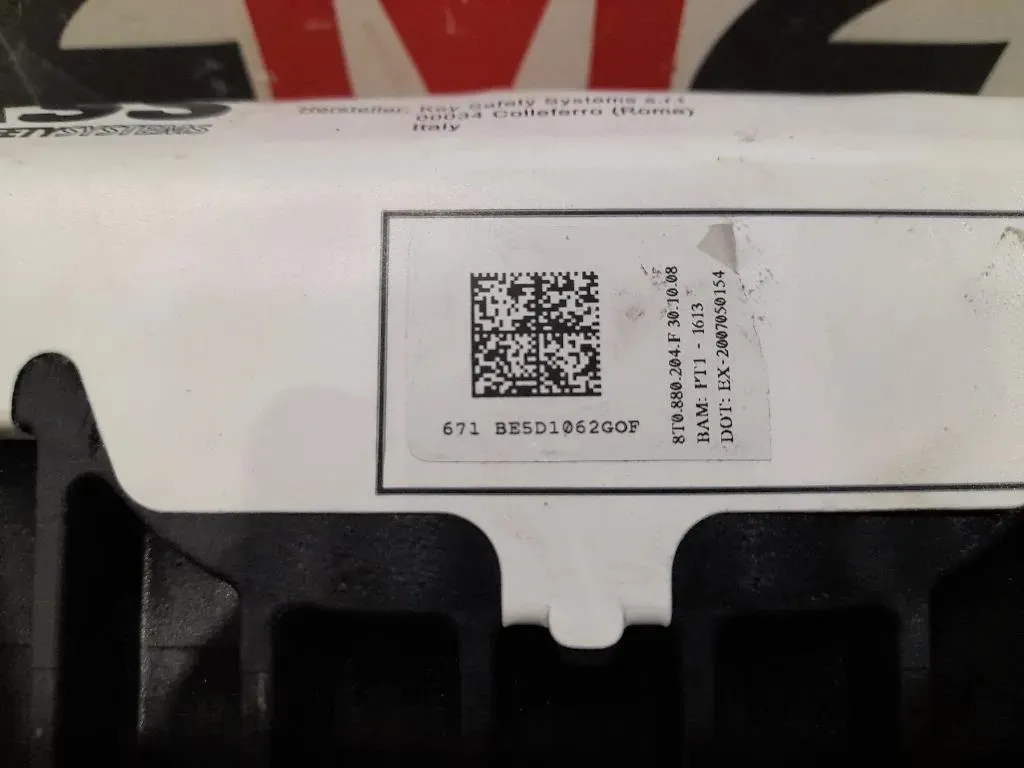 SYSTEMS
Hersteller: Key Safety Systems s.r.l
00034 Colleferro (Roma)
Italy
671 BE5D1062GOF
8T0.880.204.F 30.10.08
BAM: PT1 - 1613
DOT: EX-2007050154